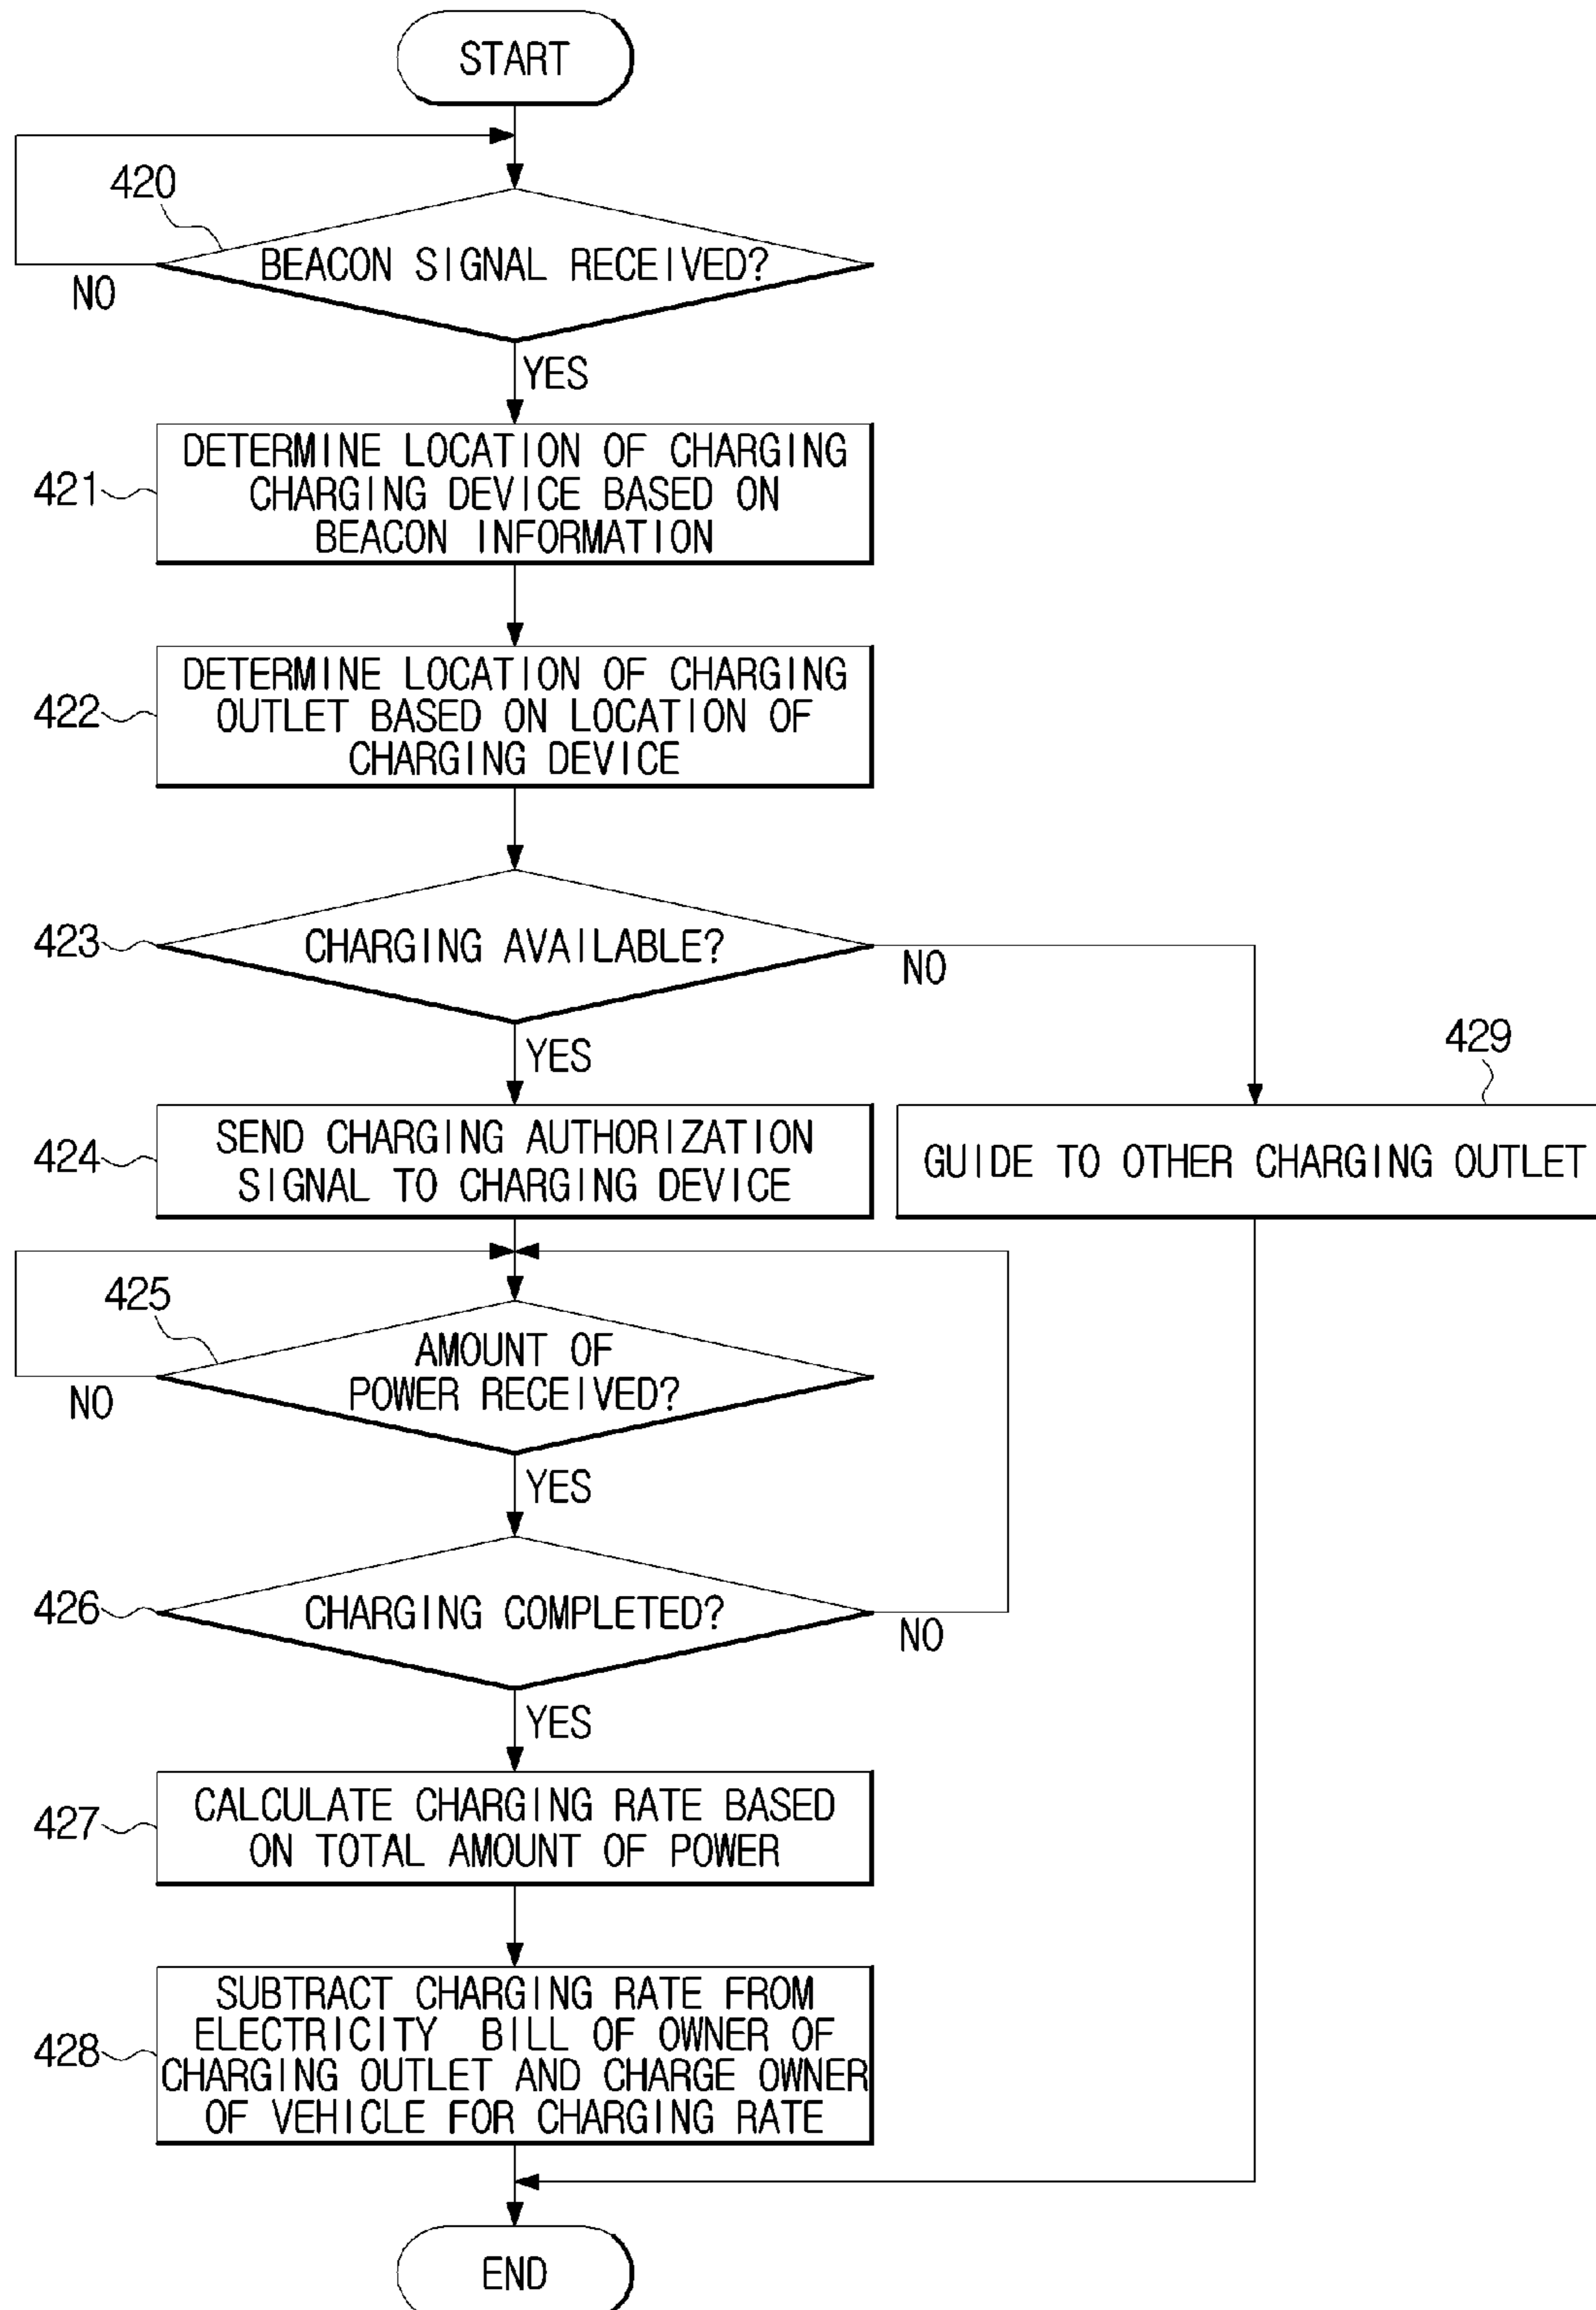 START
420
BEACON SIGNAL RECEIVED?
NO
YES
421
DETERMINE LOCATION OF CHARGING
CHARGING DEVICE BASED ON
BEACON INFORMATION
422
DETERMINE LOCATION OF CHARGING
OUTLET BASED ON LOCATION OF
CHARGING DEVICE
423
CHARGING AVAILABLE?
NO
YES
429
424
SEND CHARGING AUTHORIZATION
SIGNAL TO CHARGING DEVICE
GUIDE TO OTHER CHARGING OUTLET
425
AMOUNT OF
POWER RECEIVED?
NO
YES
426
CHARGING COMPLETED?
NO
YES
427
CALCULATE CHARGING RATE BASED
ON TOTAL AMOUNT OF POWER
428
SUBTRACT CHARGING RATE FROM
ELECTRICITY BILL OF OWNER OF
CHARGING OUTLET AND CHARGE OWNER
OF VEHICLE FOR CHARGING RATE
END